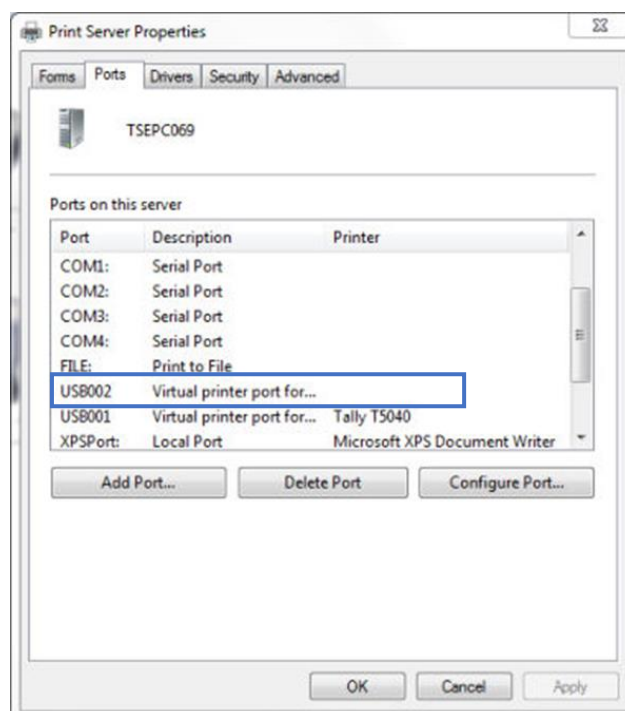 Print Server Properties
Forms Ports Drivers Security Advanced
TSEPC069
Ports on this server
Port Description Printer
COM1: Serial Port
COM2: Serial Port
COM3: Serial Port
COM4: Serial Port
FILE: Print to File
USB002 Virtual printer port for...
USB001 Virtual printer port for... Tally T5040
XPSPort: Local Port Microsoft XPS Document Writer
Add Port... Delete Port Configure Port...
OK Cancel Apply